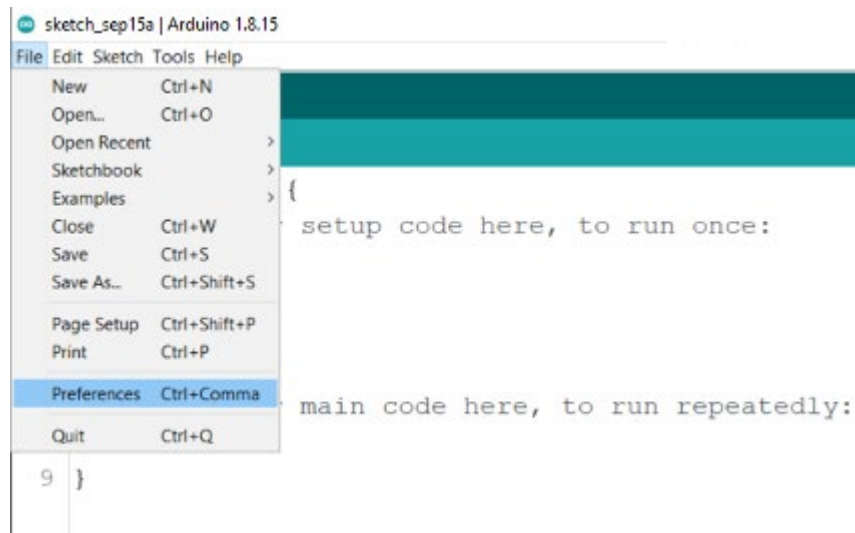 sketch_sep15a | Arduino 1.8.15
File Edit Sketch Tools Help
New Ctrl+N
Open... Ctrl+O
Open Recent >
Sketchbook >
Examples >
{
Close Ctrl+W
setup code here, to run once:
Save Ctrl+S
Save As... Ctrl+Shift+S
Page Setup Ctrl+Shift+P
Print Ctrl+P
Preferences Ctrl+Comma
main code here, to run repeatedly:
Quit Ctrl+Q
9 }